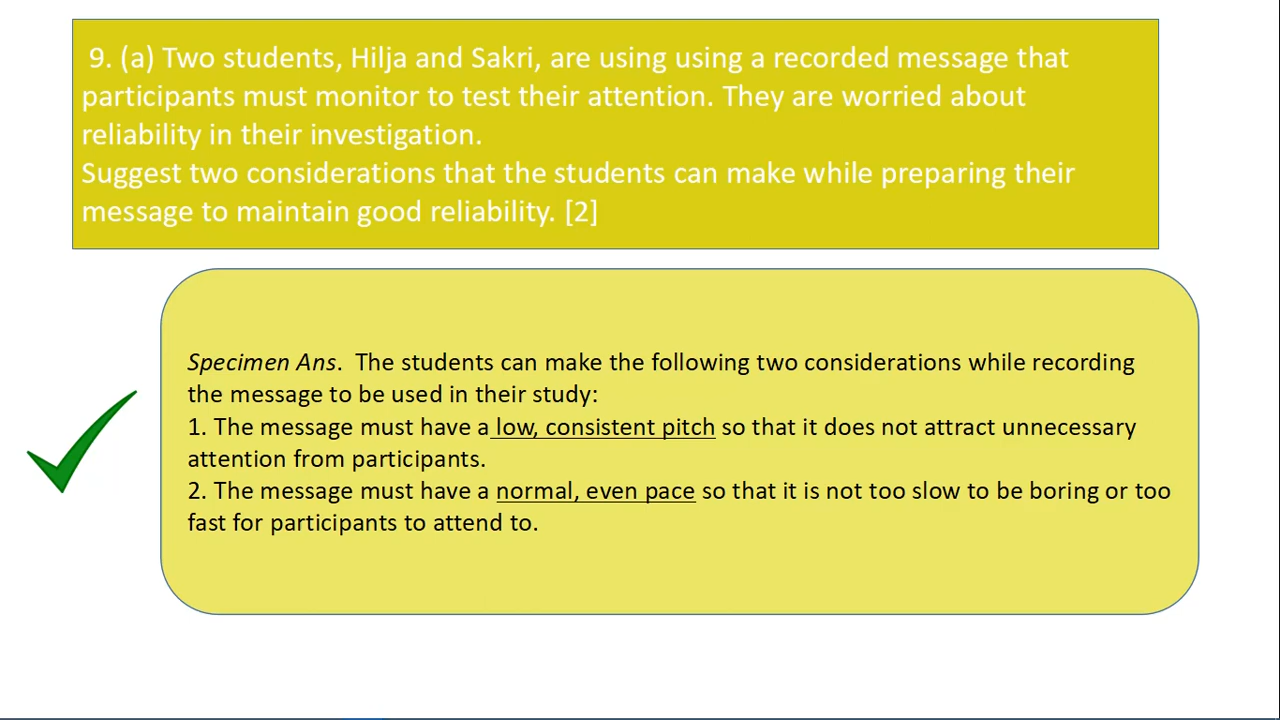 9. (a) Two students, Hilja and Sakri, are using using a recorded message that
participants must monitor to test their attention. They are worried about
reliability in their investigation.
Suggest two considerations that the students can make while preparing their
message to maintain good reliability. [2]
Specimen Ans. The students can make the following two considerations while recording
the message to be used in their study:
1. The message must have a low, consistent pitch so that it does not attract unnecessary
attention from participants.
2. The message must have a normal, even pace so that it is not too slow to be boring or too
fast for participants to attend to.